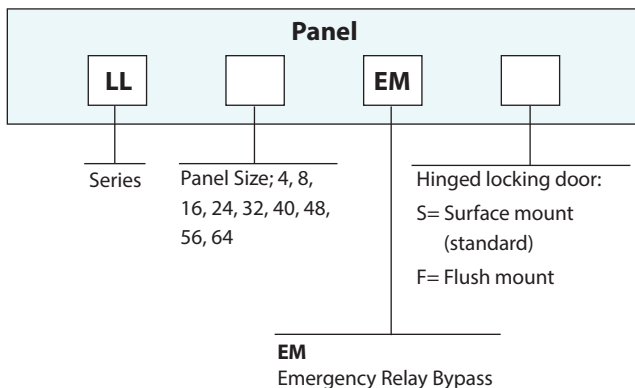 Panel
LL
EM
Series
Panel Size; 4, 8,
16, 24, 32, 40, 48,
56, 64
Hinged locking door:
S= Surface mount
(standard)
F= Flush mount
EM
Emergency Relay Bypass